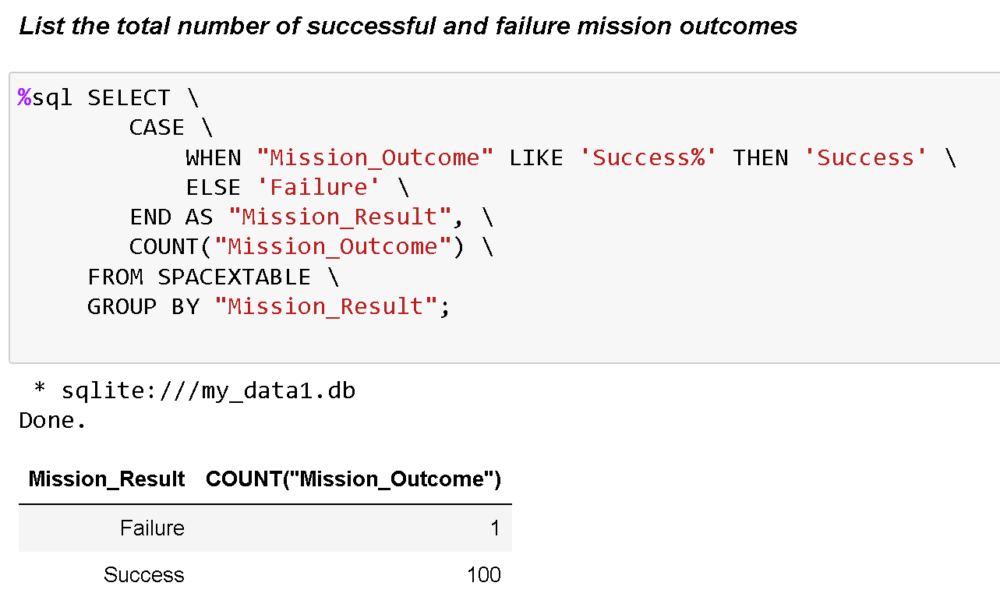 List the total number of successful and failure mission outcomes
%sql SELECT \
CASE \
WHEN "Mission_Outcome" LIKE 'Success%' THEN 'Success' \
ELSE 'Failure' \
END AS "Mission_Result", \
COUNT("Mission_Outcome") \
FROM SPACEXTABLE \
GROUP BY "Mission_Result";
* sqlite:///my_data1.db
Done.
Mission_Result COUNT("Mission_Outcome")
Failure 1
Success 100